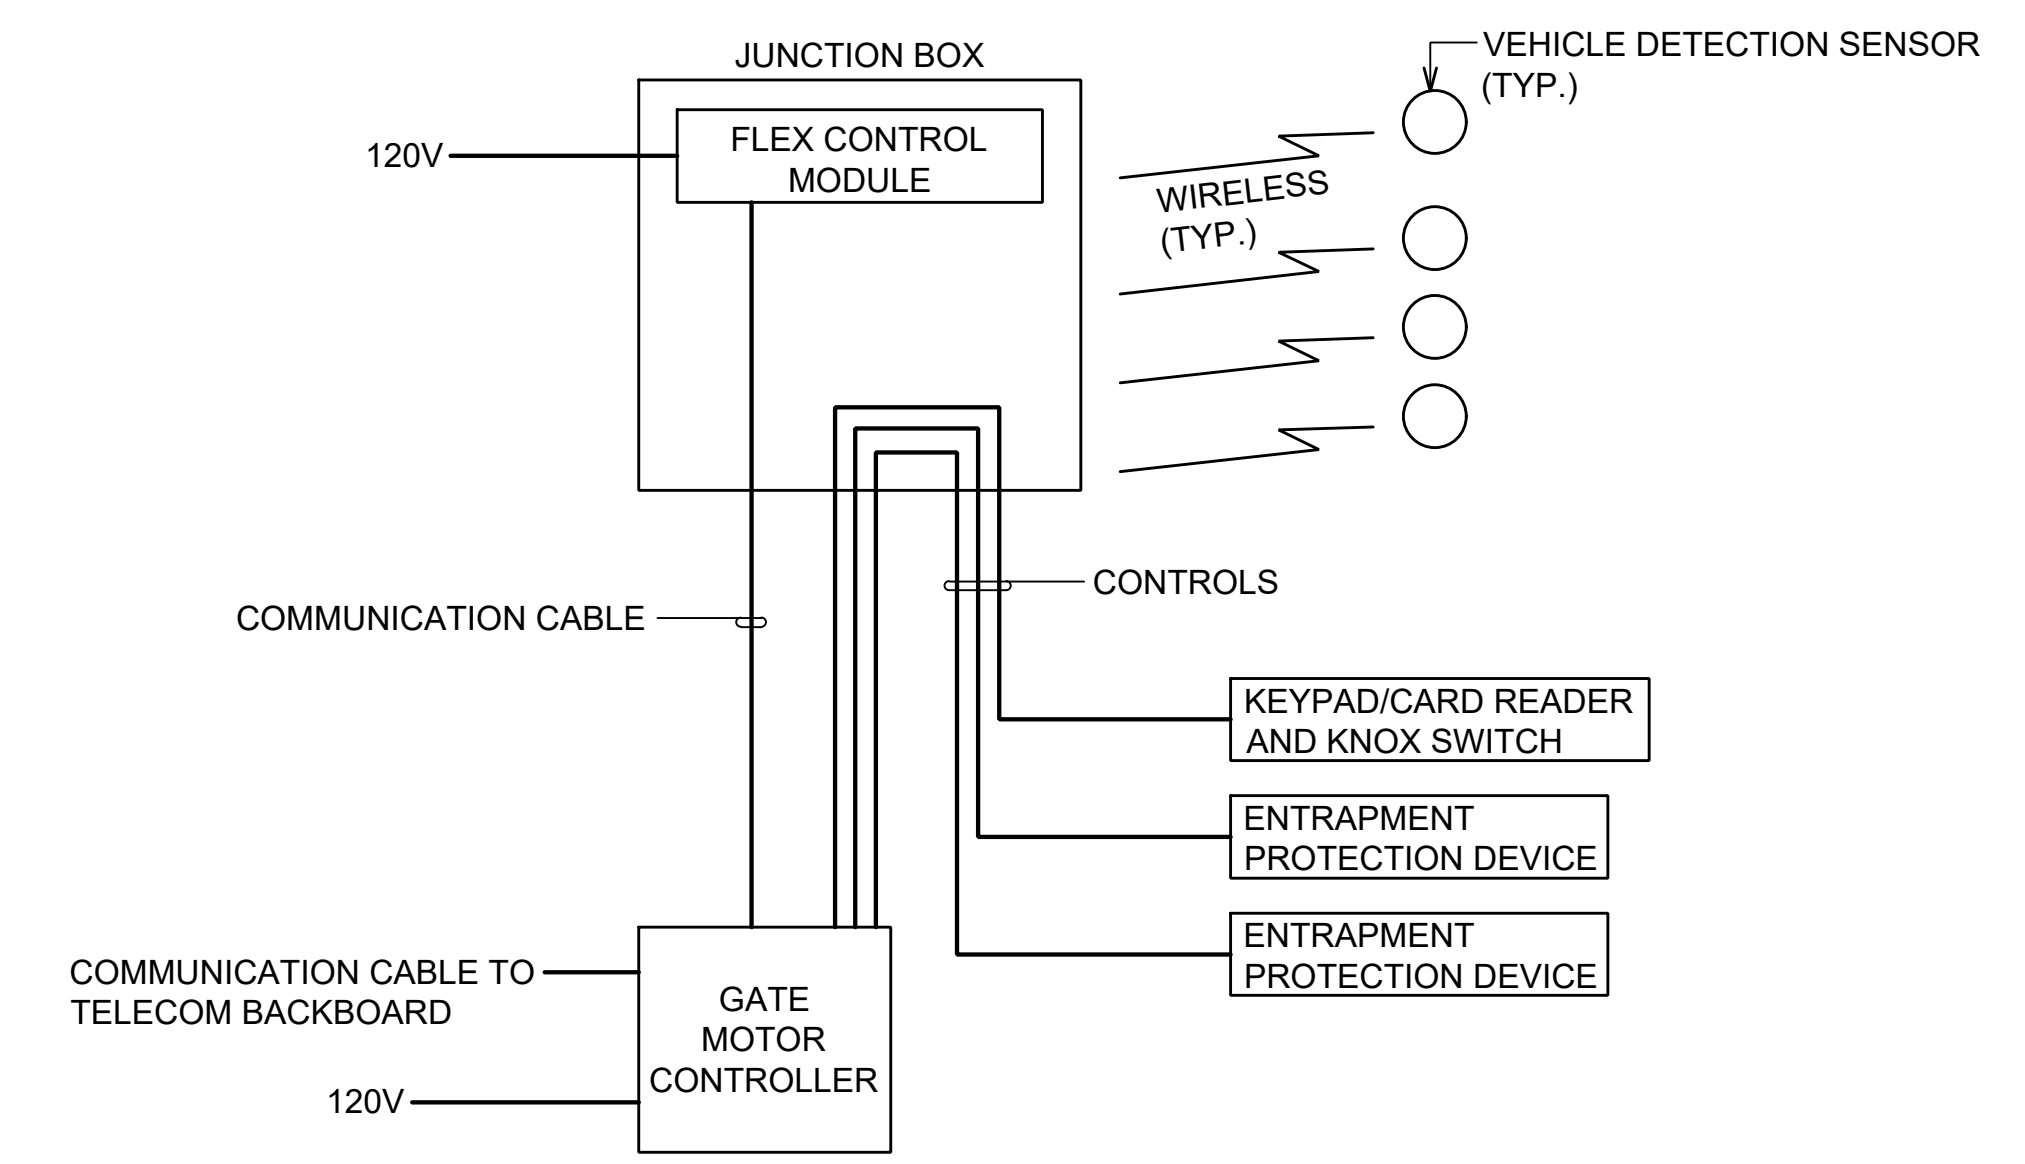 JUNCTION BOX
VEHICLE DETECTION SENSOR
(TYP.)
120V
FLEX CONTROL
MODULE
WIRELESS
(TYP.)
CONTROLS
COMMUNICATION CABLE
KEYPAD/CARD READER
AND KNOX SWITCH
ENTRAPMENT
PROTECTION DEVICE
ENTRAPMENT
PROTECTION DEVICE
COMMUNICATION CABLE TO
TELECOM BACKBOARD
GATE
MOTOR
CONTROLLER
120V